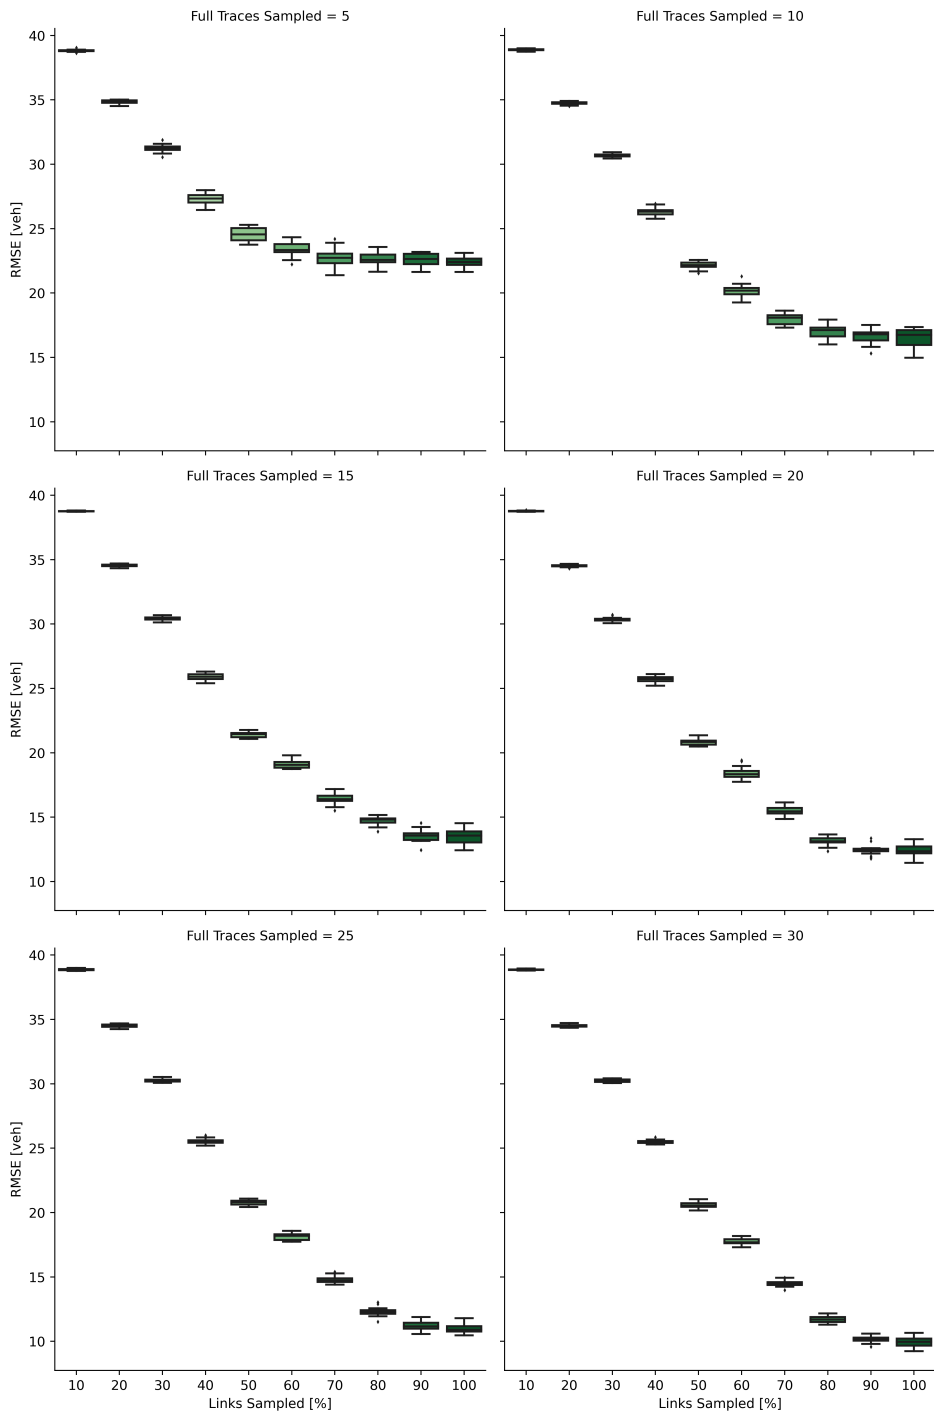 Full Traces Sampled = 5
Full Traces Sampled = 10
40
35
30
25
20
15
10
RMSE [veh]
Full Traces Sampled = 15
Full Traces Sampled = 20
40
35
30
25
20
15
10
RMSE [veh]
Full Traces Sampled = 25
Full Traces Sampled = 30
40
35
30
25
20
15
10
RMSE [veh]
10 20 30 40 50 60 70 80 90 100
10 20 30 40 50 60 70 80 90 100
Links Sampled [%]
Links Sampled [%]